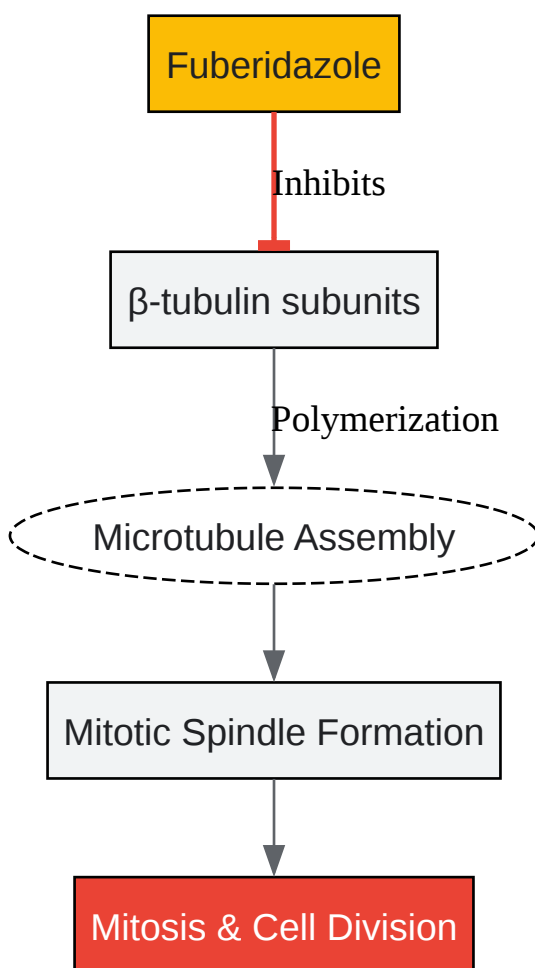 Fuberidazole
Inhibits
β-tubulin subunits
Polymerization
Microtubule Assembly
Mitotic Spindle Formation
Mitosis & Cell Division